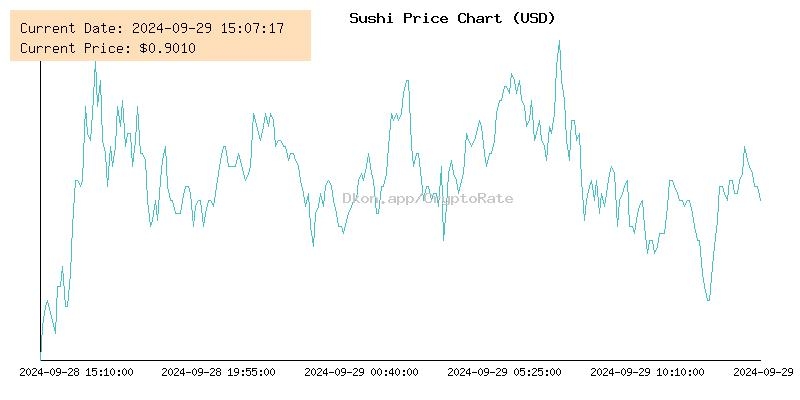 Sushi Price Chart (USD)
Current Date: 2024-09-29 15:07:17
Current Price: $0.9010
Dkon.app/CryptoRate
2024-09-28 15:10:00 2024-09-28 19:55:00 2024-09-29 00:40:00 2024-09-29 05:25:00 2024-09-29 10:10:00 2024-09-29